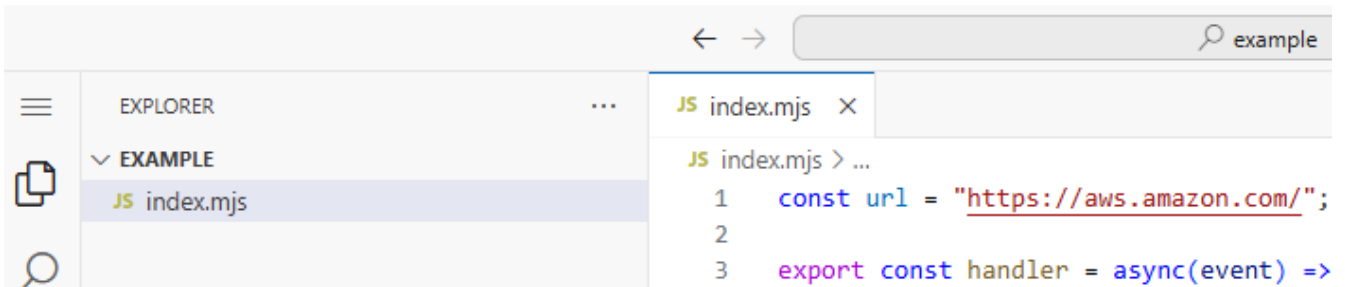 example
EXPLORER ...
EXAMPLE
JS index.mjs
JS index.mjs
JS index.mjs > ...
1 const url = "https://aws.amazon.com/";
2
3 export const handler = async(event) =>